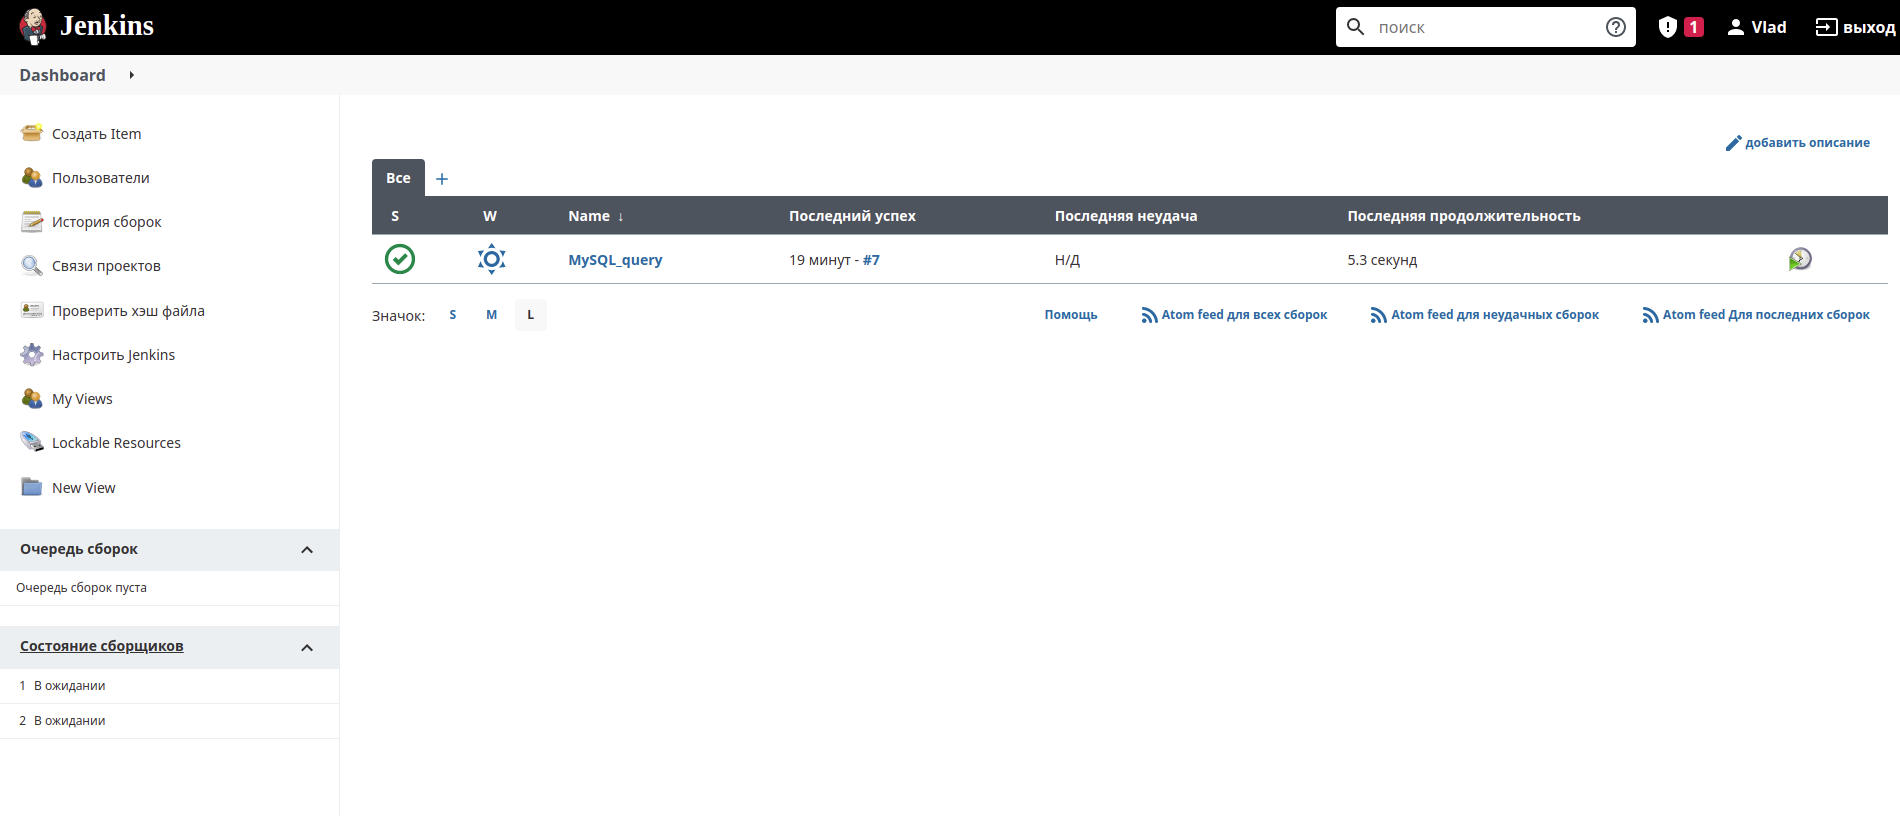 Jenkins
поиск
1
Vlad
выход
Dashboard
Создать Item
Пользователи
История сборок
Связи проектов
Проверить хэш файла
Настроить Jenkins
My Views
Lockable Resources
New View
Очередь сборок
Очередь сборок пуста
Состояние сборщиков
1 В ожидании
2 В ожидании
добавить описание
Все +
S W Name ↓ Последний успех Последняя неудача Последняя продолжительность
MySQL_query 19 минут - #7 Н/Д 5.3 секунд
Значок: S M L Помощь Atom feed для всех сборок Atom feed для неудачных сборок Atom feed Для последних сборок